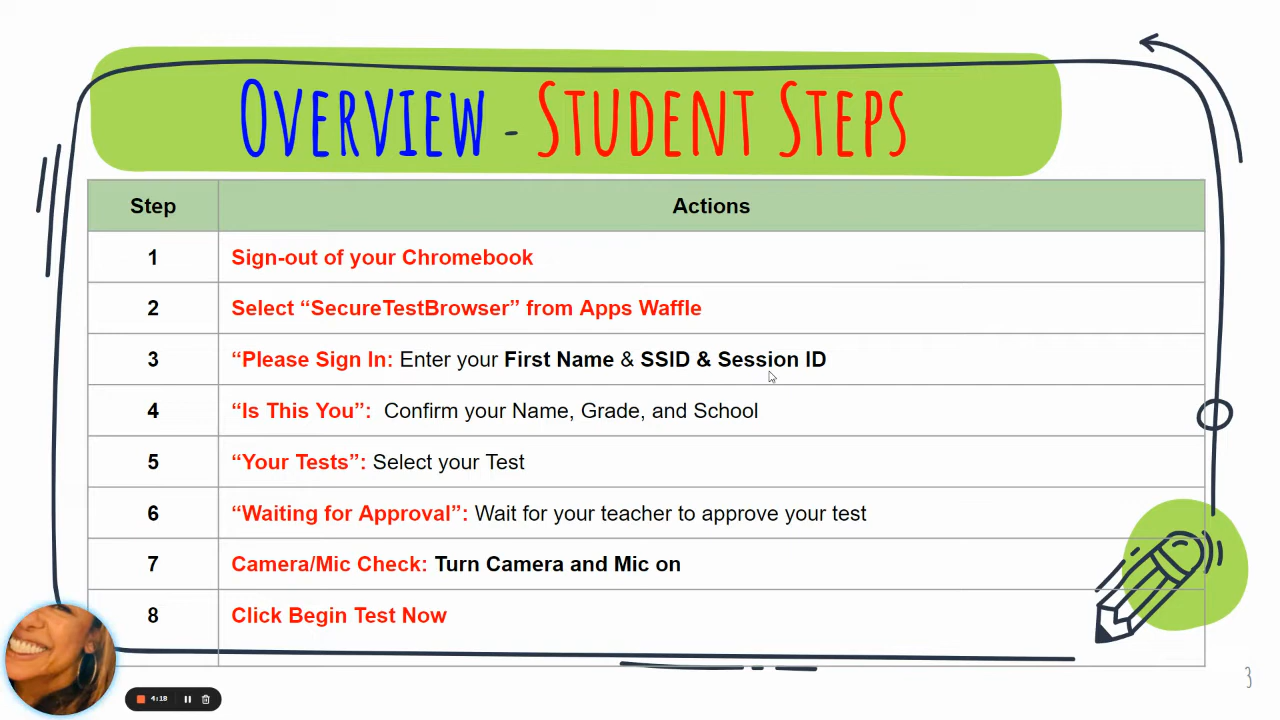 OVERVIEW - STUDENT STEPS
Step Actions
1 Sign-out of your Chromebook
2 Select “SecureTestBrowser” from Apps Waffle
3 “Please Sign In: Enter your First Name & SSID & Session ID
4 “Is This You”: Confirm your Name, Grade, and School
5 “Your Tests”: Select your Test
6 “Waiting for Approval”: Wait for your teacher to approve your test
7 Camera/Mic Check: Turn Camera and Mic on
8 Click Begin Test Now
3
4:18